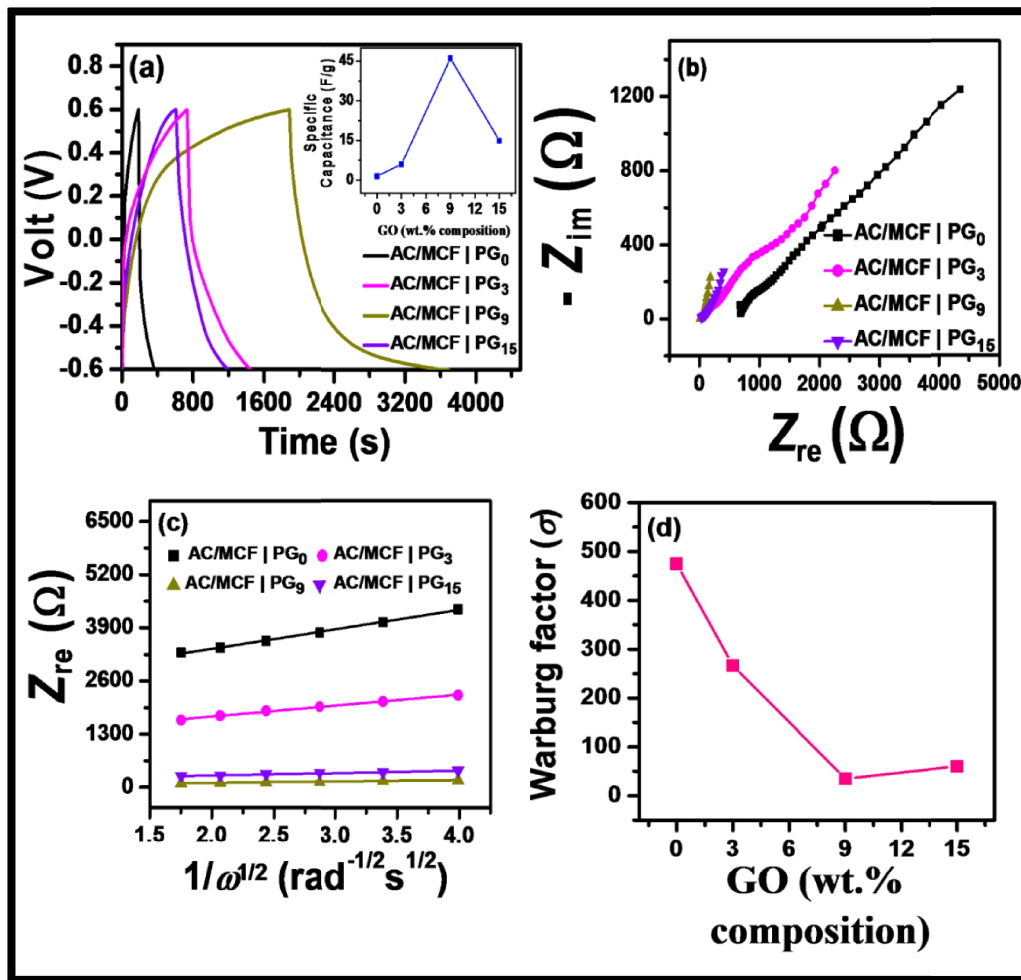 (a)
Volt (V)
0.8
0.6
0.4
0.2
0.0
-0.2
-0.4
-0.6
0 800 1600 2400 3200 4000
Time (s)
Specific
Capacitance (F/g)
45
30
15
0
0 3 6 9 12 15
GO (wt.% composition)
AC/MCF | PG0
AC/MCF | PG3
AC/MCF | PG9
AC/MCF | PG15
(b)
- Zim (Ω)
1200
800
400
0
0 1000 2000 3000 4000 5000
Zre (Ω)
AC/MCF | PG0
AC/MCF | PG3
AC/MCF | PG9
AC/MCF | PG15
(c)
Zre (Ω)
6500
5200
3900
2600
1300
0
1.5 2.0 2.5 3.0 3.5 4.0
1/ω1/2 (rad-1/2s1/2)
AC/MCF | PG0 AC/MCF | PG3
AC/MCF | PG9 AC/MCF | PG15
(d)
Warburg factor (σ)
600
500
400
300
200
100
0
0 3 6 9 12 15
GO (wt.%
composition)